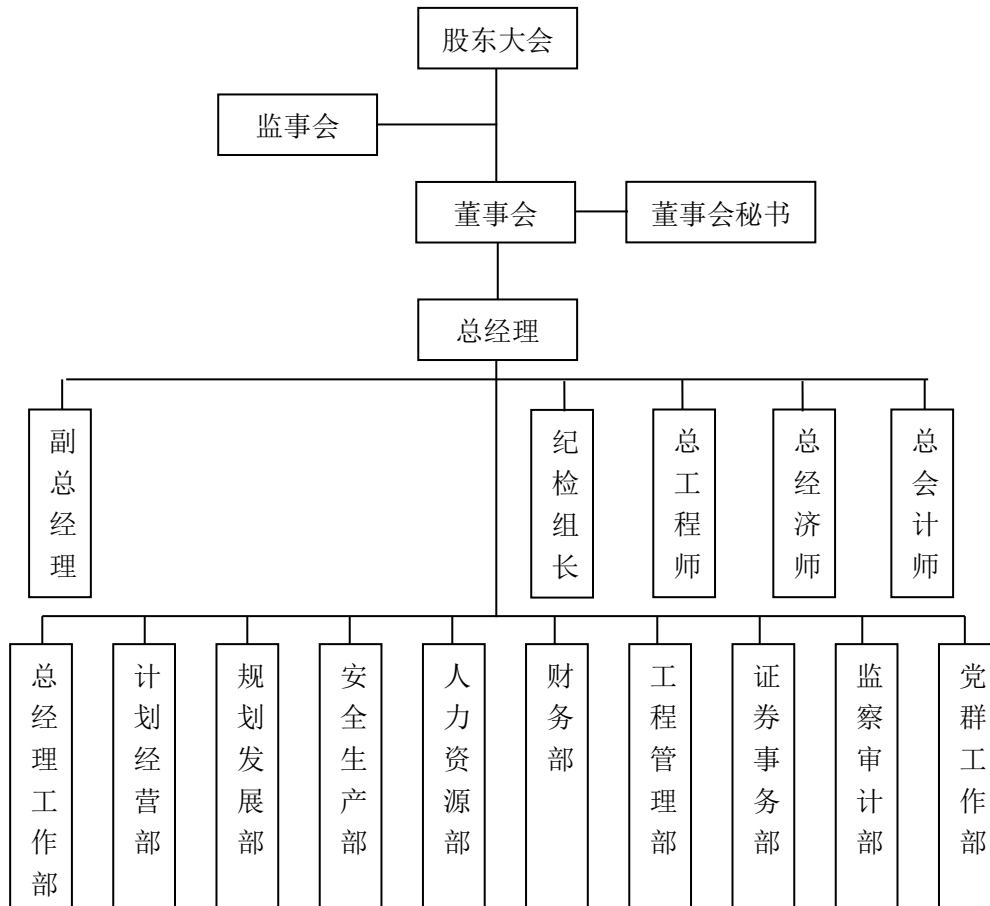 股东大会
监事会
董事会
董事会秘书
总经理
副总经理
纪检组长
总工程师
总经济师
总会计师
总经理工作部
计划经营部
规划发展部
安全生产部
人力资源部
财务部
工程管理部
证券事务部
监察审计部
党群工作部